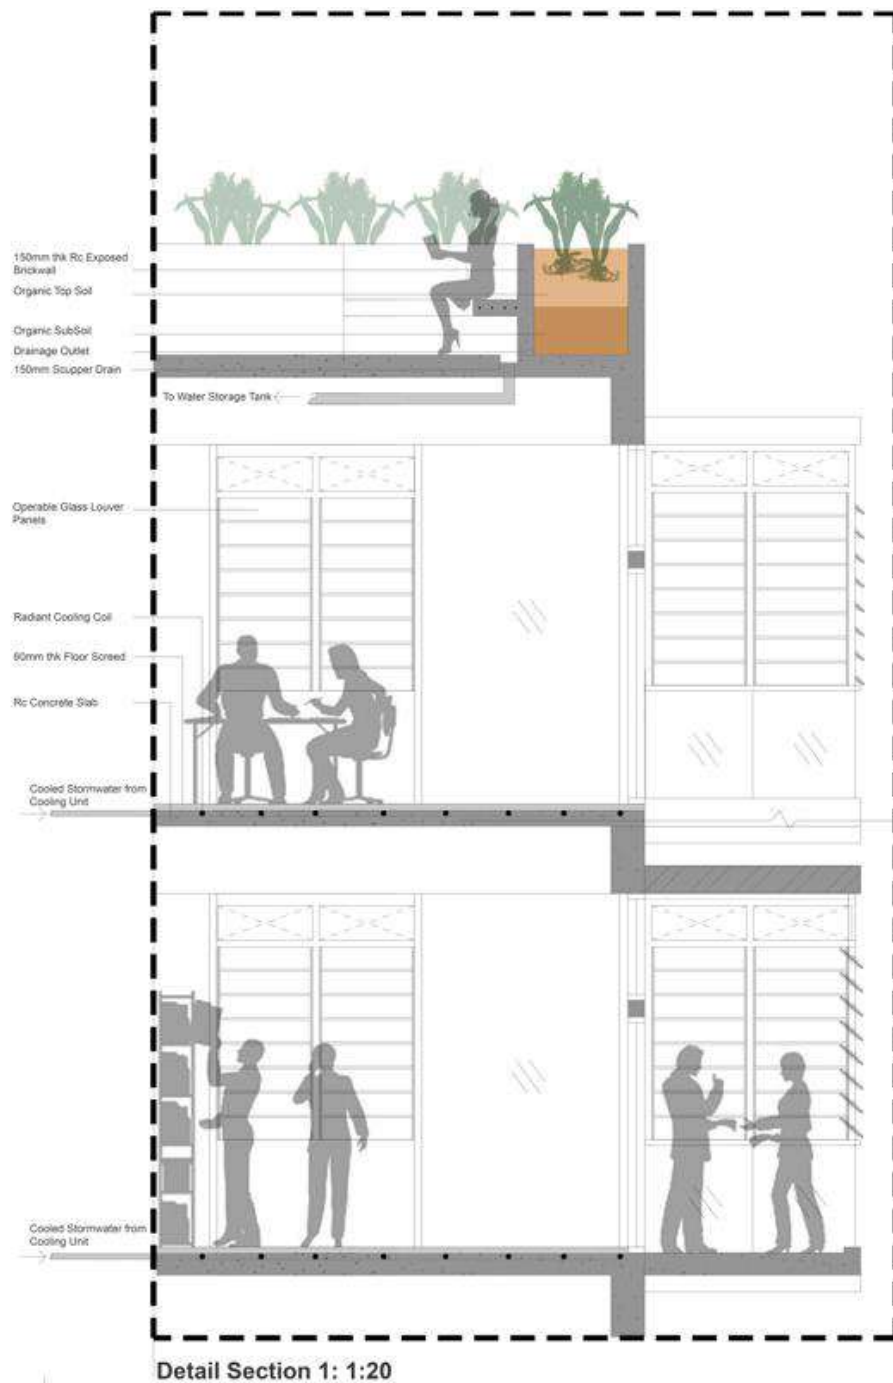 150mm thk Rc Exposed
Brickwall
Organic Top Soil
Organic SubSoil
Drainage Outlet
150mm Scupper Drain
To Water Storage Tank
Operable Glass Louver
Panels
Radiant Cooling Coil
60mm thk Floor Screed
Rc Concrete Slab
Cooled Stormwater from
Cooling Unit
Cooled Stormwater from
Cooling Unit
Detail Section 1: 1:20